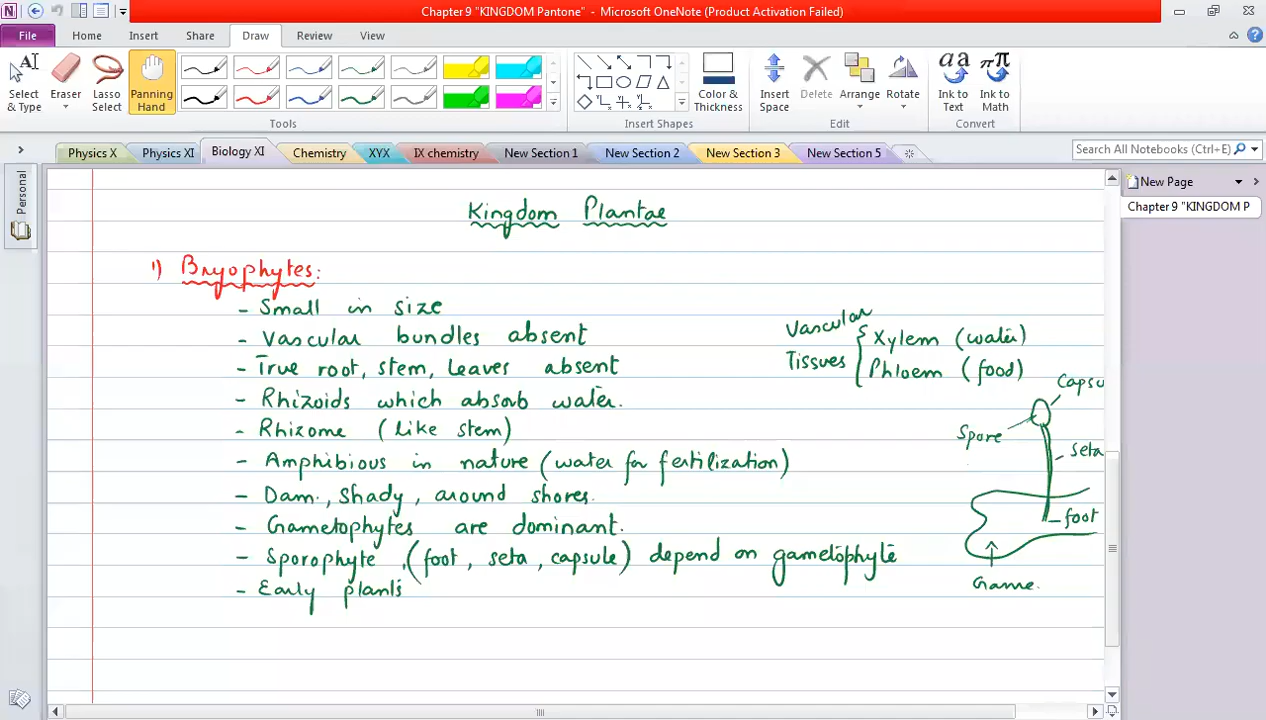 Chapter 9 "KINGDOM Pantone" - Microsoft OneNote (Product Activation Failed)
File Home Insert Share Draw Review View
Select & Type
Eraser
Lasso Select
Panning Hand
Color & Thickness
Insert Space
Delete
Arrange
Rotate
Ink to Text
Ink to Math
Tools Insert Shapes Edit Convert
Physics X Physics XI Biology XI Chemistry XYX IX chemistry New Section 1 New Section 2 New Section 3 New Section 5
Search All Notebooks (Ctrl+E)
New Page
Chapter 9 "KINGDOM P
Personal
Kingdom Plantae
1) Bryophytes:
- Small in size
- Vascular bundles absent
- True root, stem, leaves absent
- Rhizoids which absorb water.
- Rhizome (like stem)
- Amphibious in nature (water for fertilization)
- Dam., Shady, around shores.
- Gametophytes are dominant.
- Sporophyte (foot, seta, capsule) depend on gametophyte
- Early plants
Vascular Tissues { Xylem (water)
Phloem (food)
Capsu
Spore
seta
- foot
Game.